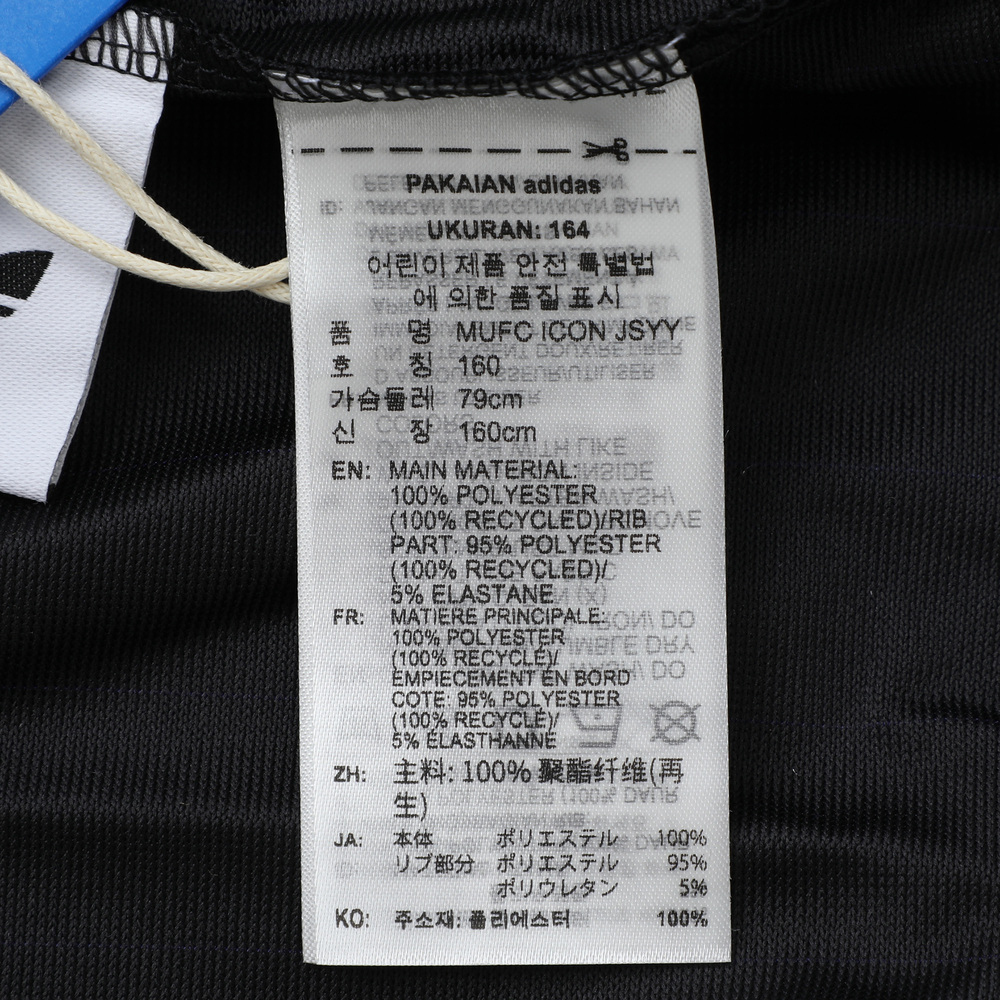 PAKAIAN adidas
UKURAN: 164
어린이 제품 안전 특별법
에 의한 품질 표시
품 명 MUFC ICON JSYY
호 칭 160
가슴둘레 79cm
신 장 160cm
EN: MAIN MATERIAL:
100% POLYESTER
(100% RECYCLED)/RIB
PART: 95% POLYESTER
(100% RECYCLED)/
5% ELASTANE
FR: MATIERE PRINCIPALE:
100% POLYESTER
(100% RECYCLÉ)/
EMPIECEMENT EN BORD
COTE: 95% POLYESTER
(100% RECYCLÉ)/
5% ÉLASTHANNE
ZH: 主料: 100% 聚酯纤维(再
生)
JA: 本体 ポリエステル 100%
リブ部分 ポリエステル 95%
ポリウレタン 5%
KO: 주소재: 폴리에스터 100%